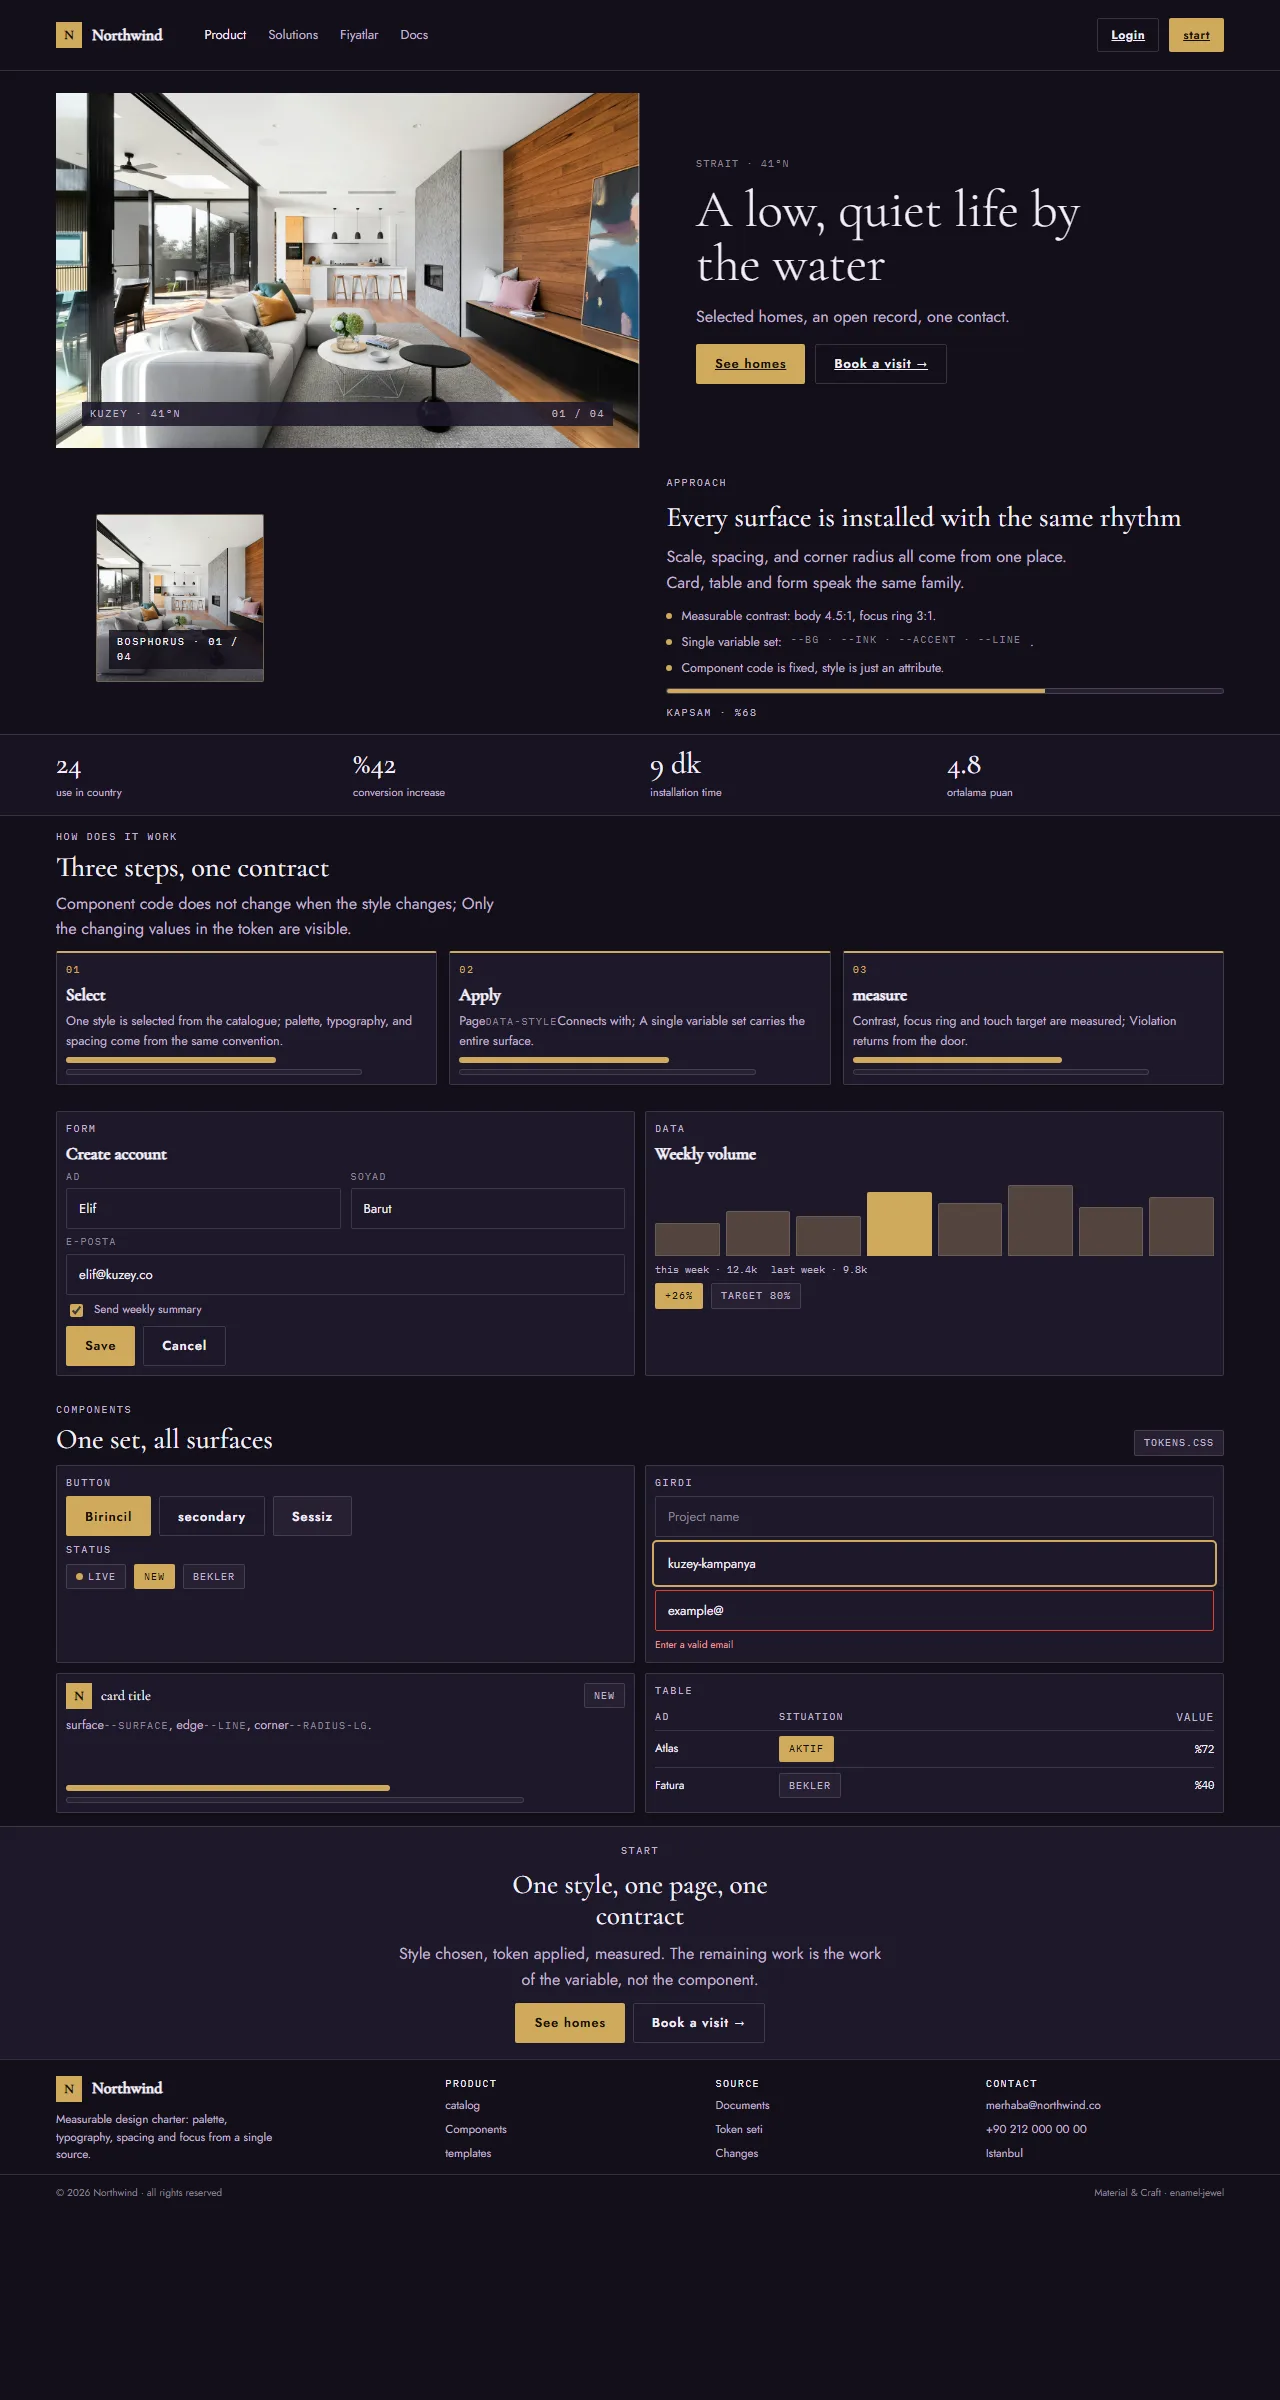 N Northwind Product Solutions Fiyatlar Docs Login start
STRAIT · 41°N
A low, quiet life by
the water
Selected homes, an open record, one contact.
See homes Book a visit →
KUZEY · 41°N 01 / 04
APPROACH
Every surface is installed with the same rhythm
Scale, spacing, and corner radius all come from one place.
Card, table and form speak the same family.
Measurable contrast: body 4.5:1, focus ring 3:1.
Single variable set: --BG · --INK · --ACCENT · --LINE .
Component code is fixed, style is just an attribute.
KAPSAM · %68
BOSPHORUS · 01 /
04
24 %42 9 dk 4.8
use in country conversion increase installation time ortalama puan
HOW DOES IT WORK
Three steps, one contract
Component code does not change when the style changes; Only
the changing values in the token are visible.
01
Select
One style is selected from the catalogue; palette, typography, and
spacing come from the same convention.
02
Apply
PageDATA-STYLEConnects with; A single variable set carries the
entire surface.
03
measure
Contrast, focus ring and touch target are measured; Violation
returns from the door.
FORM
Create account
AD SOYAD
Elif Barut
E-POSTA
elif@kuzey.co
Send weekly summary
Save Cancel
DATA
Weekly volume
this week · 12.4k last week · 9.8k
+26% TARGET 80%
COMPONENTS
One set, all surfaces
TOKENS.CSS
BUTTON
Birincil secondary Sessiz
STATUS
LIVE NEW BEKLER
GIRDI
Project name
kuzey-kampanya
example@
Enter a valid email
N card title NEW
surface--SURFACE, edge--LINE, corner--RADIUS-LG.
TABLE
AD SITUATION VALUE
Atlas AKTIF %72
Fatura BEKLER %40
START
One style, one page, one
contract
Style chosen, token applied, measured. The remaining work is the work
of the variable, not the component.
See homes Book a visit →
N Northwind
Measurable design charter: palette,
typography, spacing and focus from a single
source.
PRODUCT
catalog
Components
templates
SOURCE
Documents
Token seti
Changes
CONTACT
merhaba@northwind.co
+90 212 000 00 00
Istanbul
© 2026 Northwind · all rights reserved
Material & Craft · enamel-jewel